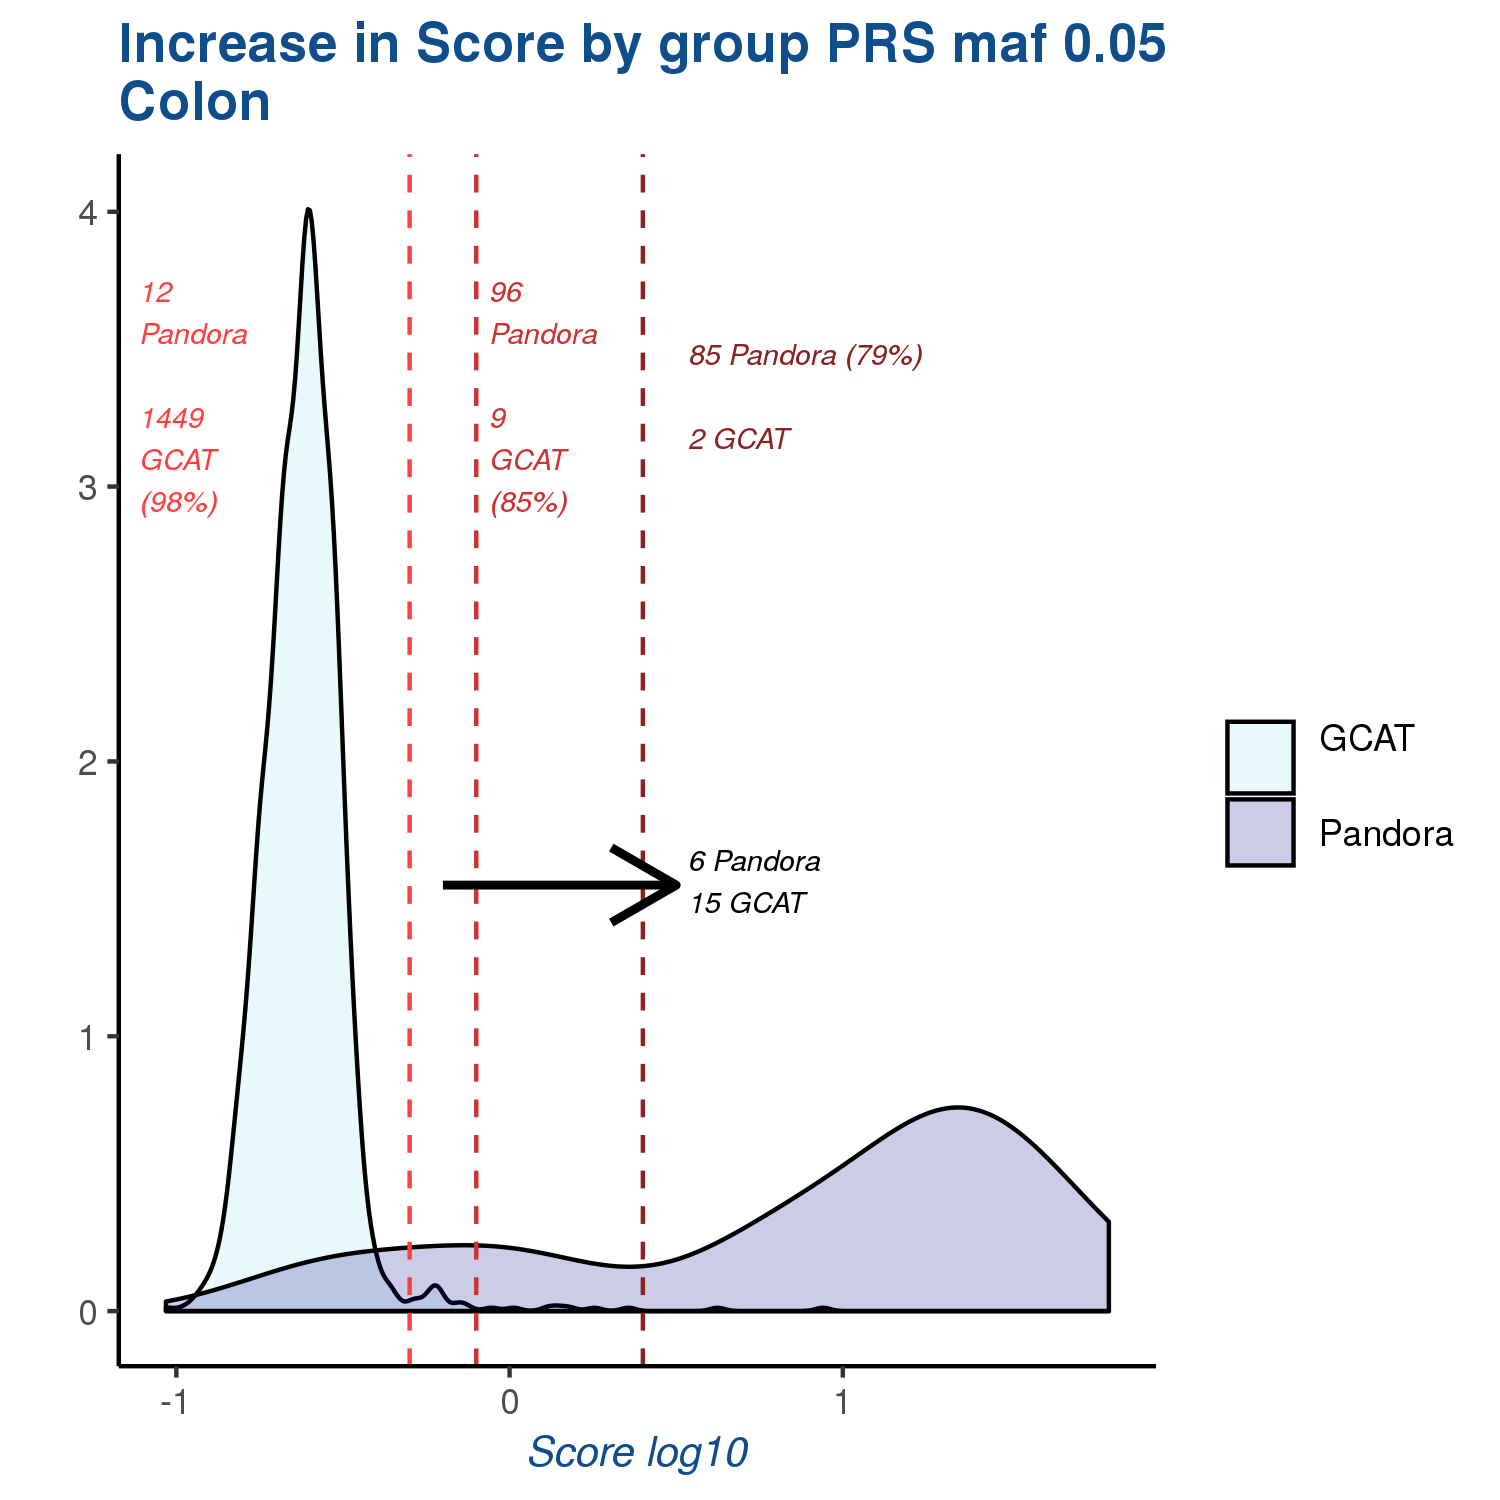 Increase in Score by group PRS maf 0.05
Colon
4
3
2
1
0
12
Pandora
1449
GCAT
(98%)
96
Pandora
9
GCAT
(85%)
85 Pandora (79%)
2 GCAT
6 Pandora
15 GCAT
GCAT
Pandora
-1
0
1
Score log10